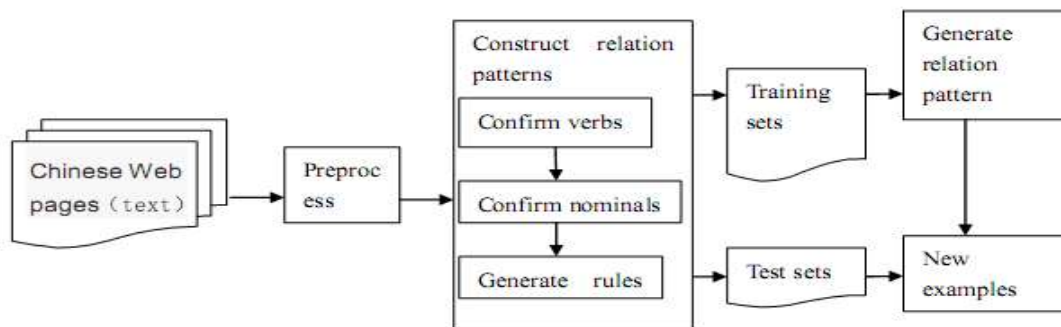 Chinese Web
pages (text)
Preproc
ess
Construct relation
patterns
Confirm verbs
Confirm nominals
Generate rules
Training
sets
Test sets
Generate
relation
pattern
New
examples